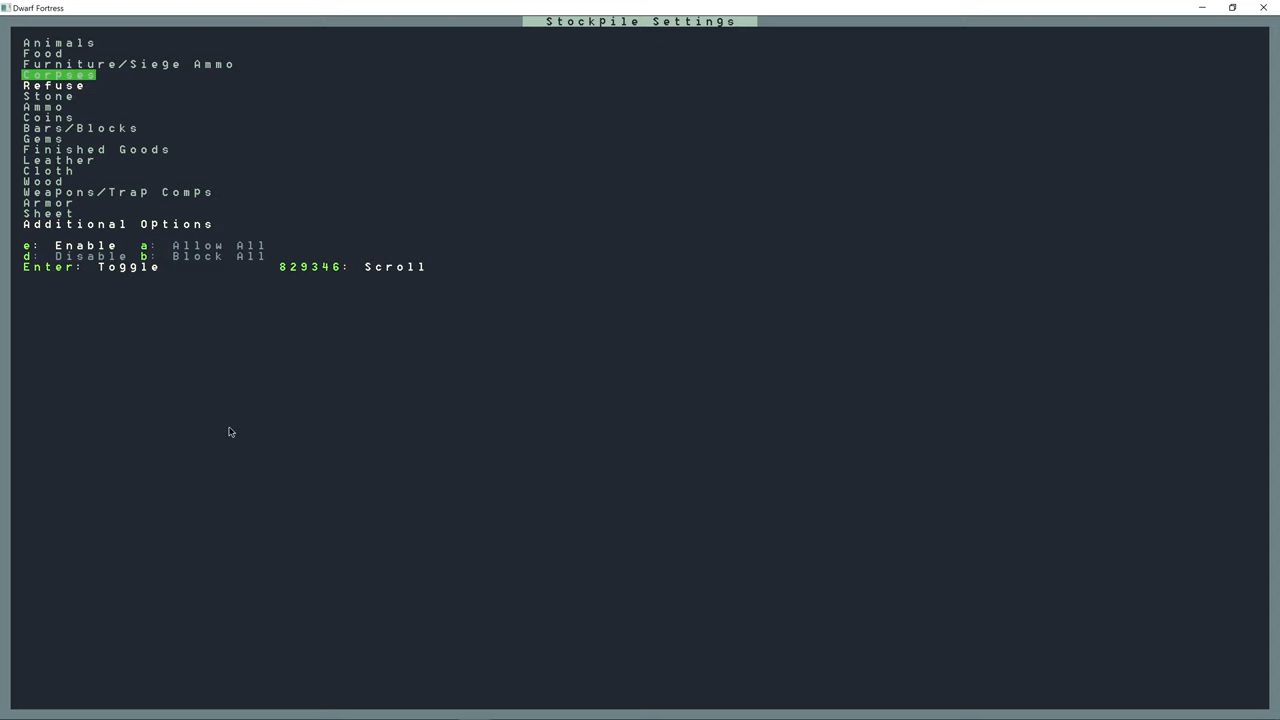 Dwarf Fortress
Stockpile Settings
Animals
Food
Furniture/Siege Ammo
Corpses
Refuse
Stone
Ammo
Coins
Bars/Blocks
Gems
Finished Goods
Leather
Cloth
Wood
Weapons/Trap Comps
Armor
Sheet
Additional Options
e: Enable a: Allow All
d: Disable b: Block All
Enter: Toggle 829346: Scroll